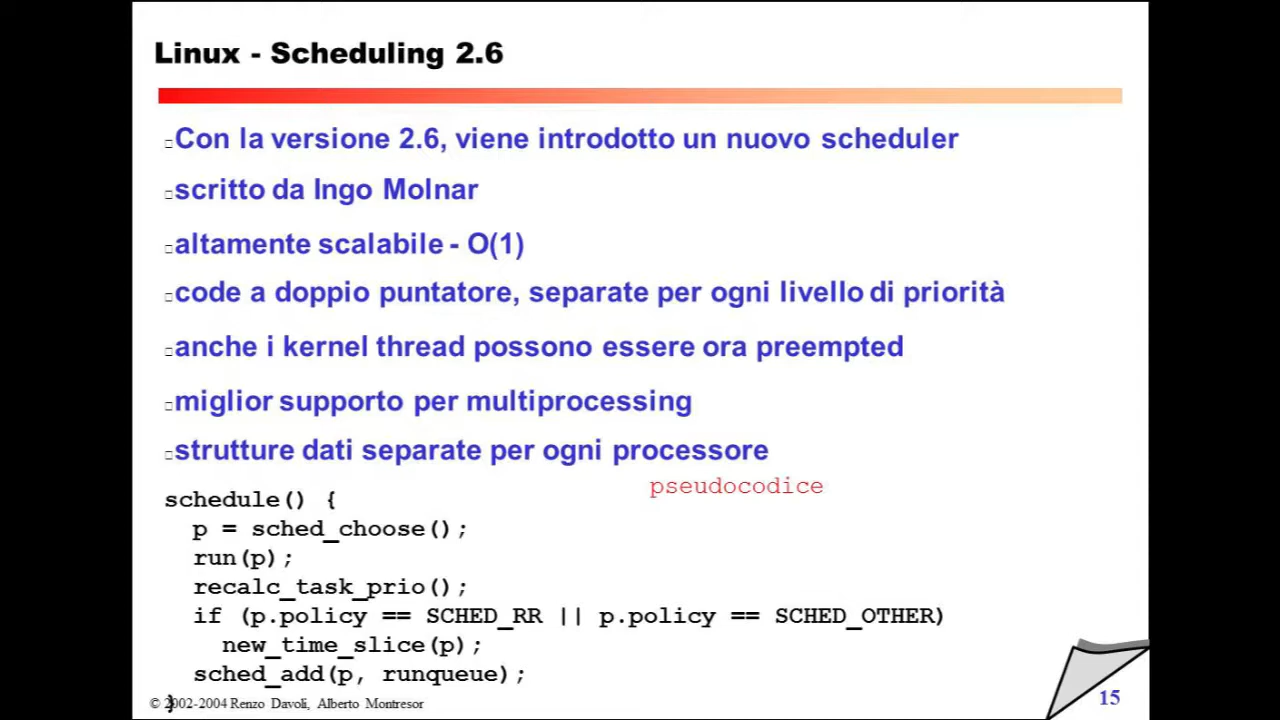 Linux - Scheduling 2.6
Con la versione 2.6, viene introdotto un nuovo scheduler
scritto da Ingo Molnar
altamente scalabile - O(1)
code a doppio puntatore, separate per ogni livello di priorità
anche i kernel thread possono essere ora preempted
miglior supporto per multiprocessing
strutture dati separate per ogni processore
pseudocodice
schedule() {
  p = sched_choose();
  run(p);
  recalc_task_prio();
  if (p.policy == SCHED_RR || p.policy == SCHED_OTHER)
    new_time_slice(p);
  sched_add(p, runqueue);
}
© 2002-2004 Renzo Davoli, Alberto Montresor
15